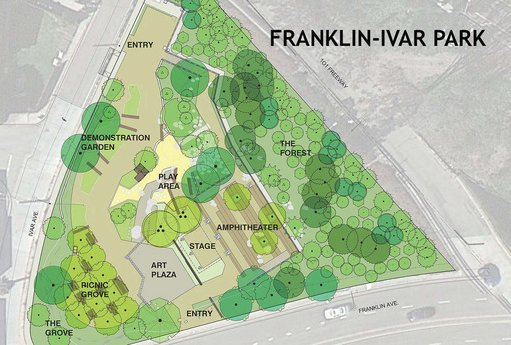 FRANKLIN-IVAR PARK
ENTRY
101 FREEWAY
DEMONSTRATION
GARDEN
THE
FOREST
PLAY
AREA
IVAR AVE.
AMPHITHEATER
STAGE
ART
PLAZA
RICNIC
GROVE
ENTRY
FRANKLIN AVE.
THE
GROVE